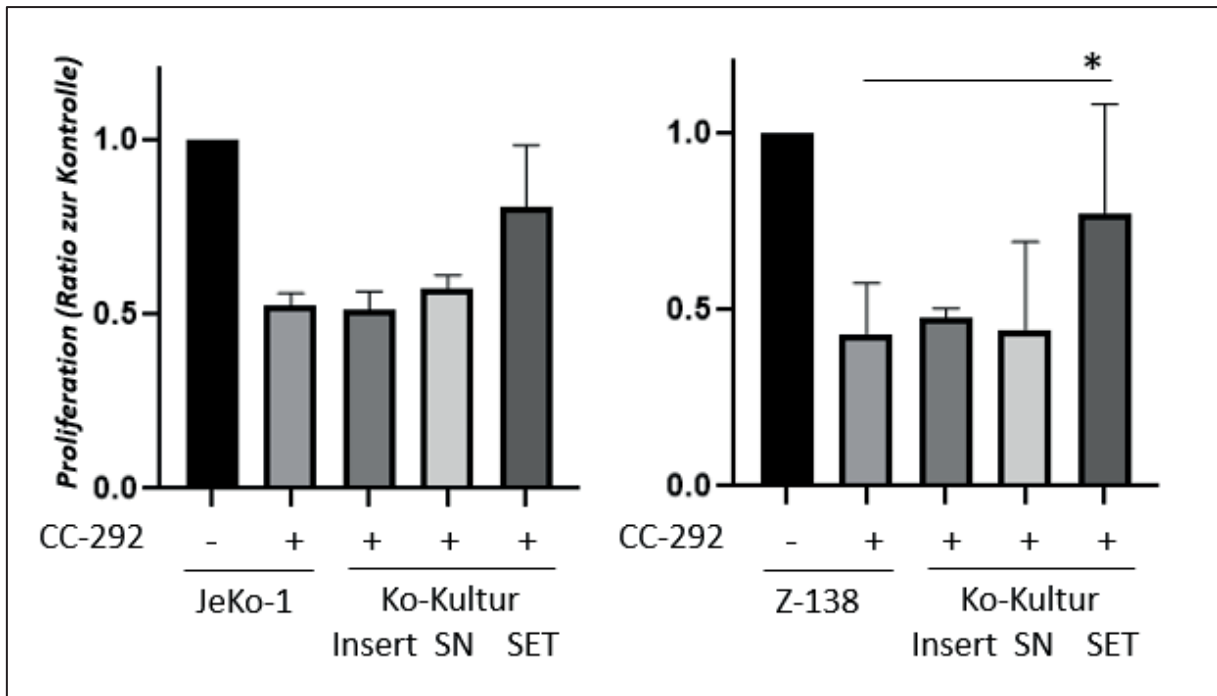 Proliferation (Ratio zur Kontrolle)
1.0
0.5
0.0
CC-292 - + + + +
JeKo-1 Ko-Kultur
Insert SN SET
*
1.0
0.5
0.0
CC-292 - + + + +
Z-138 Ko-Kultur
Insert SN SET